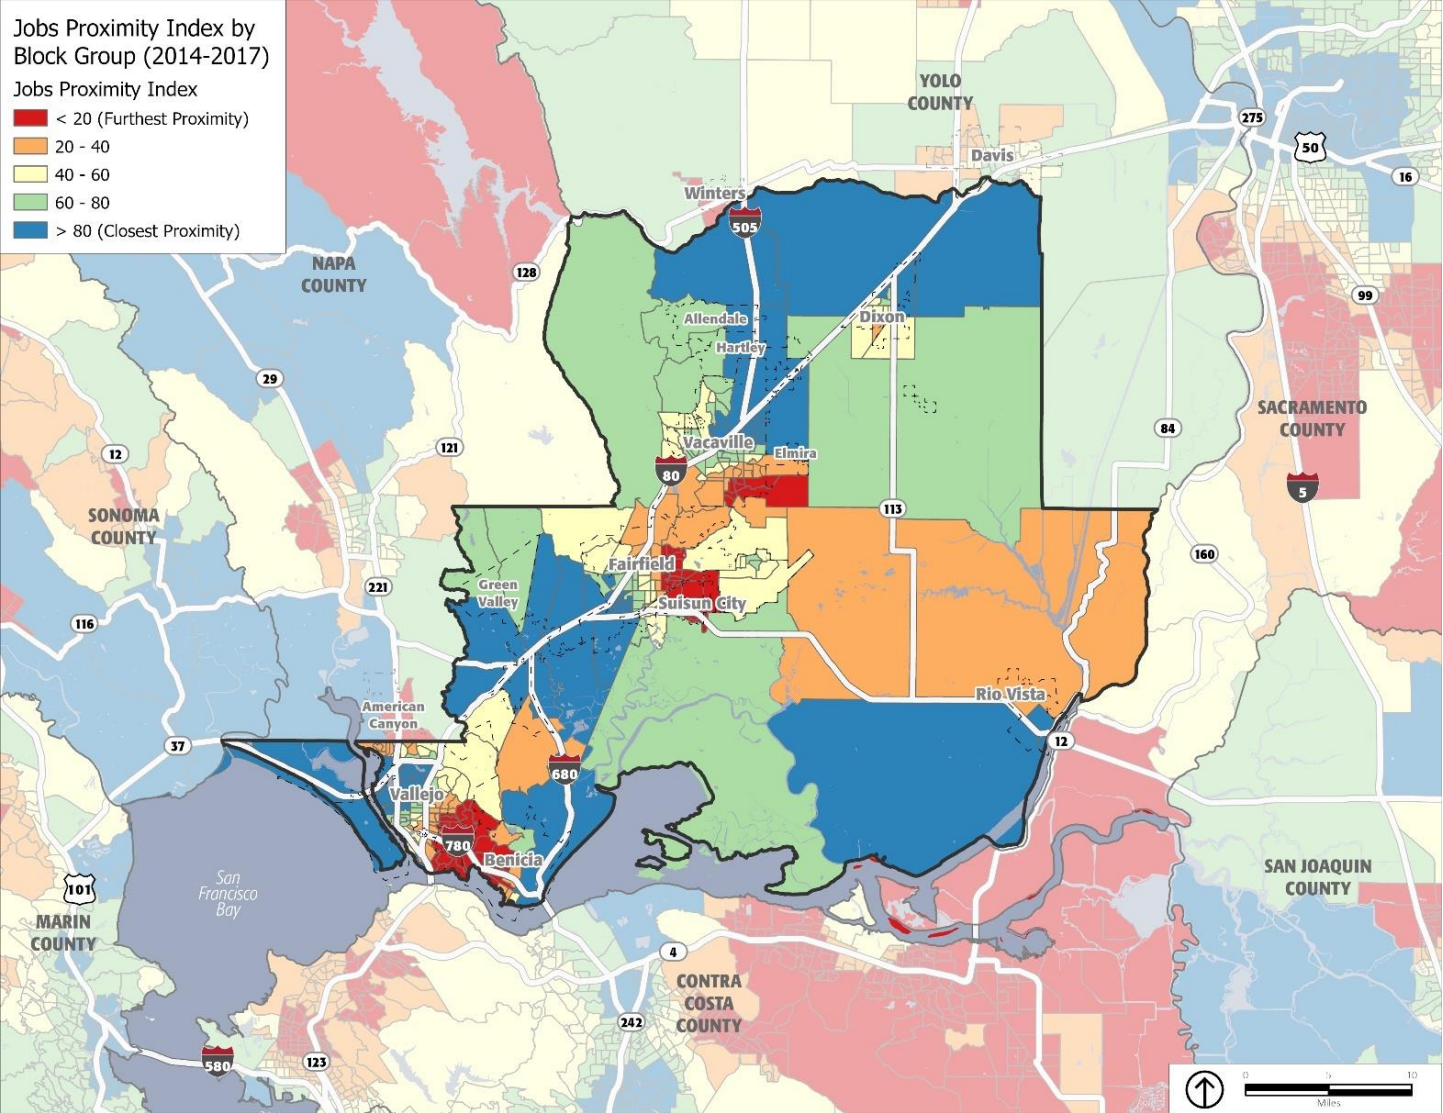 Jobs Proximity Index by
Block Group (2014-2017)
Jobs Proximity Index
< 20 (Furthest Proximity)
20 - 40
40 - 60
60 - 80
> 80 (Closest Proximity)
YOLO
COUNTY
275
50
Davis
16
Winters
505
NAPA
COUNTY
128
99
Allendale
Dixon
Hartley
29
SACRAMENTO
COUNTY
84
121
Vacaville
12
Elmira
80
5
SONOMA
COUNTY
113
160
Fairfield
221
Green
Valley
Suisun City
116
Rio Vista
American
Canyon
37
12
680
Vallejo
780
Benicia
San
Francisco
Bay
SAN JOAQUIN
COUNTY
101
MARIN
COUNTY
4
CONTRA
COSTA
COUNTY
242
580
123
0 5 10
Miles